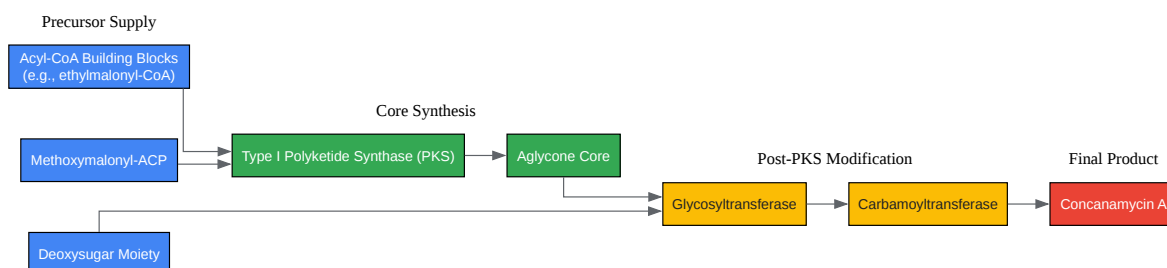 Precursor Supply
Acyl-CoA Building Blocks
(e.g., ethylmalonyl-CoA)
Core Synthesis
Methoxymalonyl-ACP
Type I Polyketide Synthase (PKS)
Aglycone Core
Post-PKS Modification
Final Product
Glycosyltransferase
Carbamoyltransferase
Concanamycin A
Deoxysugar Moiety